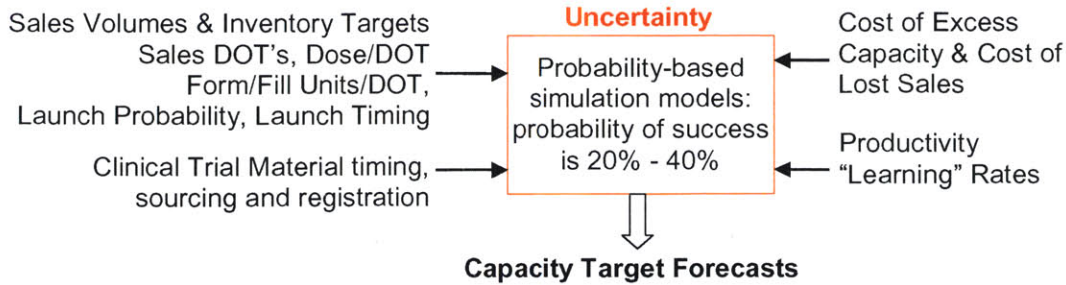 Sales Volumes & Inventory Targets
Sales DOT's, Dose/DOT
Form/Fill Units/DOT,
Launch Probability, Launch Timing
Clinical Trial Material timing,
sourcing and registration
Uncertainty
Probability-based
simulation models:
probability of success
is 20% - 40%
Cost of Excess
Capacity & Cost of
Lost Sales
Productivity
“Learning” Rates
Capacity Target Forecasts